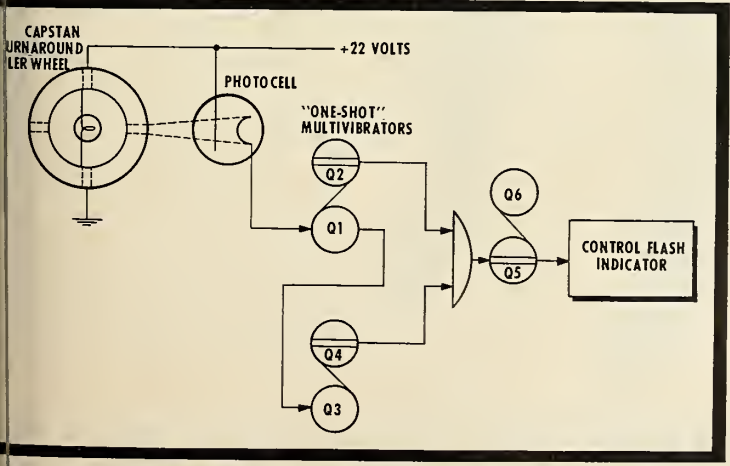 CAPSTAN
URNAROUND
LER WHEEL
+22 VOLTS
PHOTOCELL
"ONE-SHOT"
MULTIVIBRATORS
Q2
Q6
Q1
CONTROL FLASH
INDICATOR
Q5
Q4
Q3